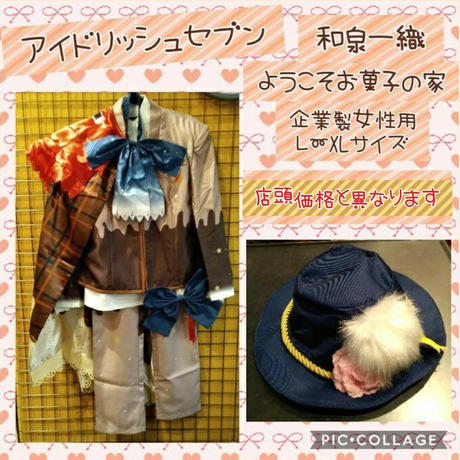 アイドリッシュセブン
和泉一織
ようこそお菓子の家
企業製女性用
L〜XLサイズ
店頭価格と異なります
PIC•COLLAGE